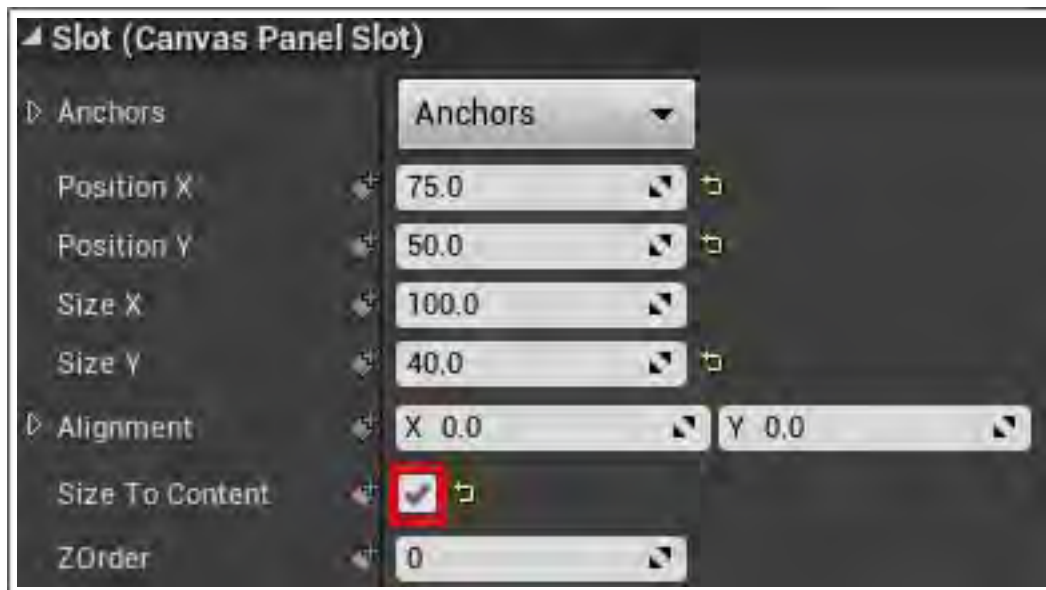 Slot (Canvas Panel Slot)
Anchors Anchors
Position X 75.0
Position Y 50.0
Size X 100.0
Size Y 40.0
Alignment X 0.0 Y 0.0
Size To Content
ZOrder 0